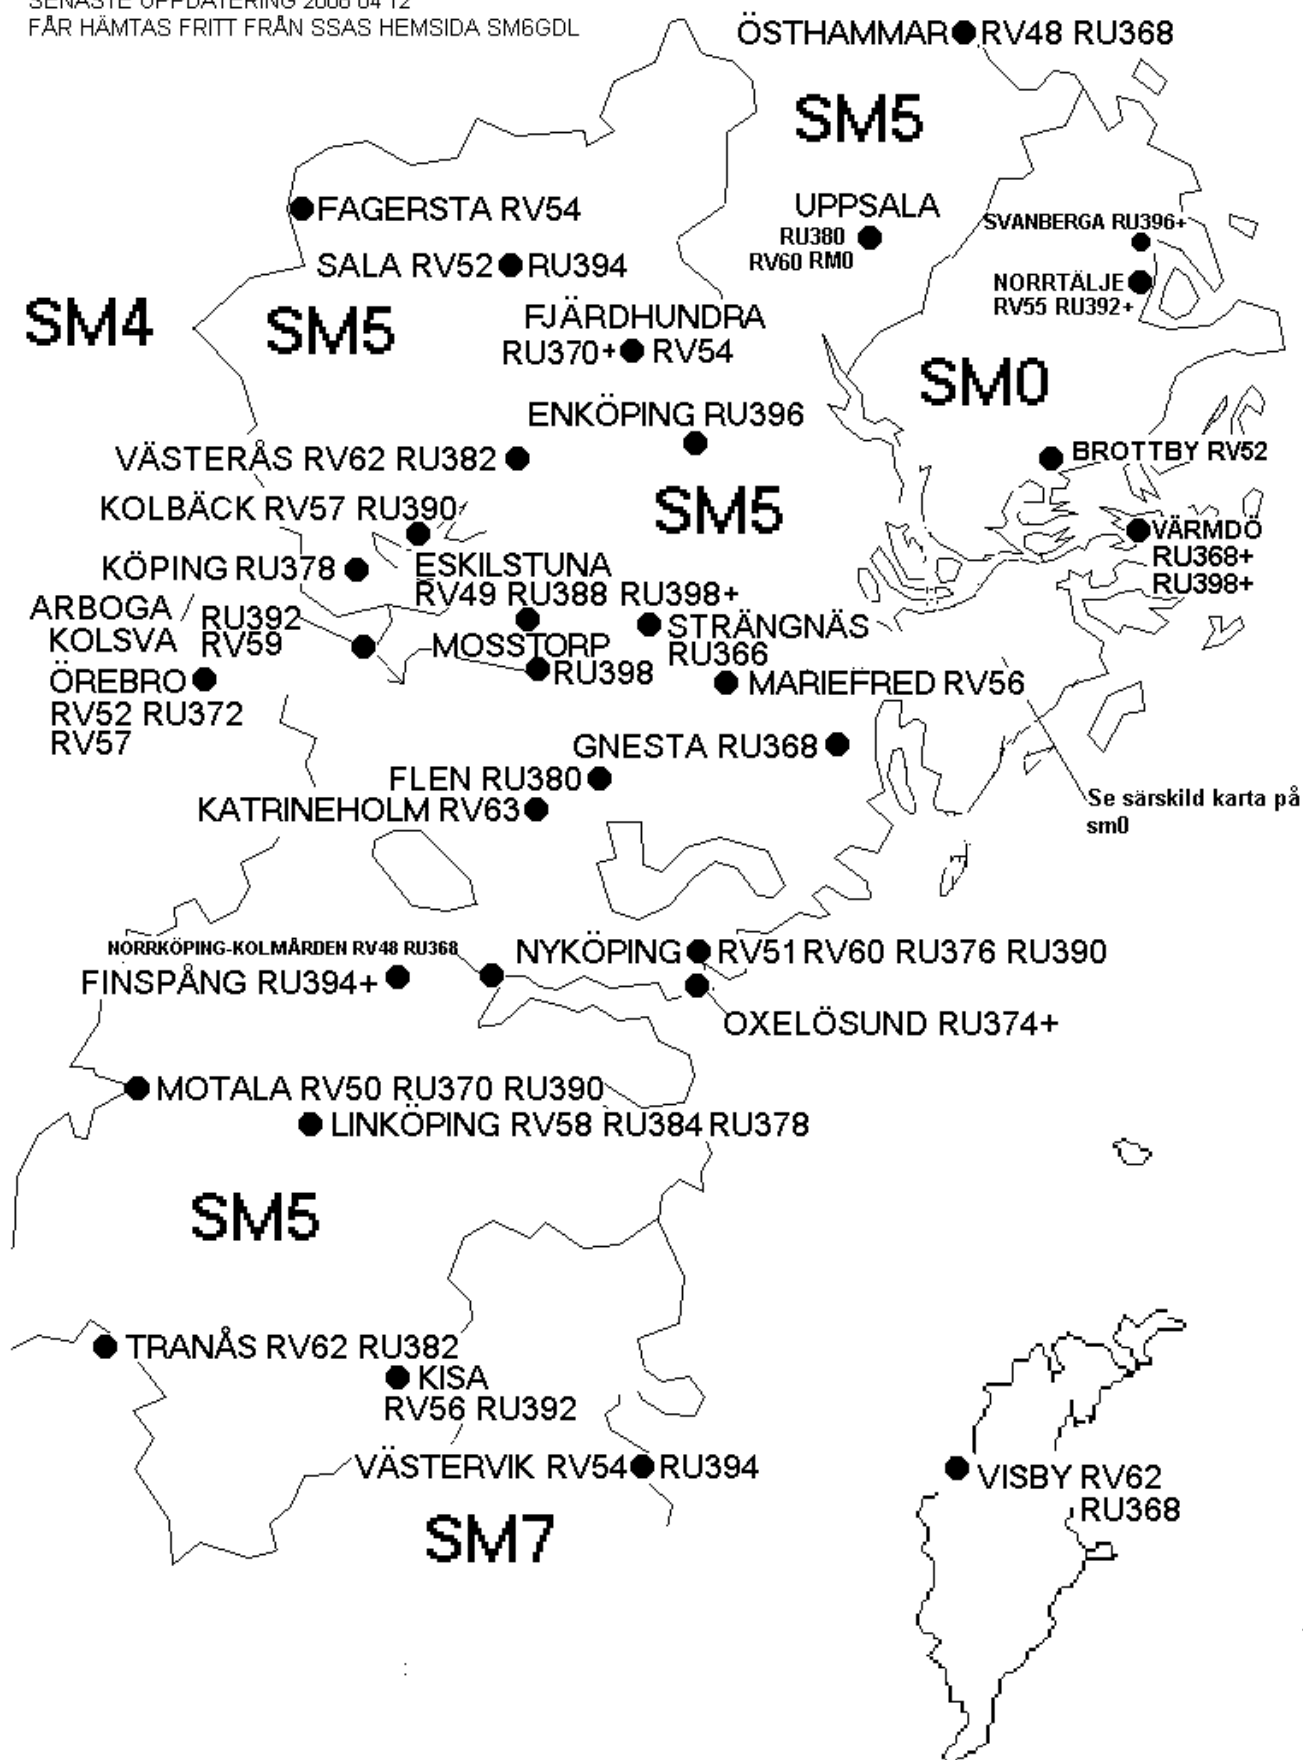 SENASTE UPPDATERING 2006 04 12
FÅR HÄMTAS FRITT FRÅN SSAS HEMSIDA SM6GDL
ÖSTHAMMAR RV48 RU368
SM5
FAGERSTA RV54
UPPSALA
RU380
RV60 RM0
SVANBERGA RU396+
SALA RV52 RU394
NORRTÄLJE
RV55 RU392+
SM4
SM5
FJÄRDHUNDRA
RU370+ RV54
SM0
ENKÖPING RU396
VÄSTERÅS RV62 RU382
BROTTBY RV52
KOLBÄCK RV57 RU390
SM5
VÄRMDÖ
RU368+
RU398+
KÖPING RU378
ESKILSTUNA
RV49 RU388 RU398+
ARBOGA /
KOLSVA
RU392
RV59
MOSSTORP
RU398
STRÄNGNÄS
RU366
ÖREBRO
RV52 RU372
RV57
MARIEFRED RV56
GNESTA RU368
FLEN RU380
KATRINEHOLM RV63
Se särskild karta på
sm0
NORRKÖPING-KOLMÅRDEN RV48 RU368
NYKÖPING RV51 RV60 RU376 RU390
FINSPÅNG RU394+
OXELÖSUND RU374+
MOTALA RV50 RU370 RU390
LINKÖPING RV58 RU384 RU378
SM5
TRANÅS RV62 RU382
KISA
RV56 RU392
VÄSTERVIK RV54 RU394
VISBY RV62
RU368
SM7